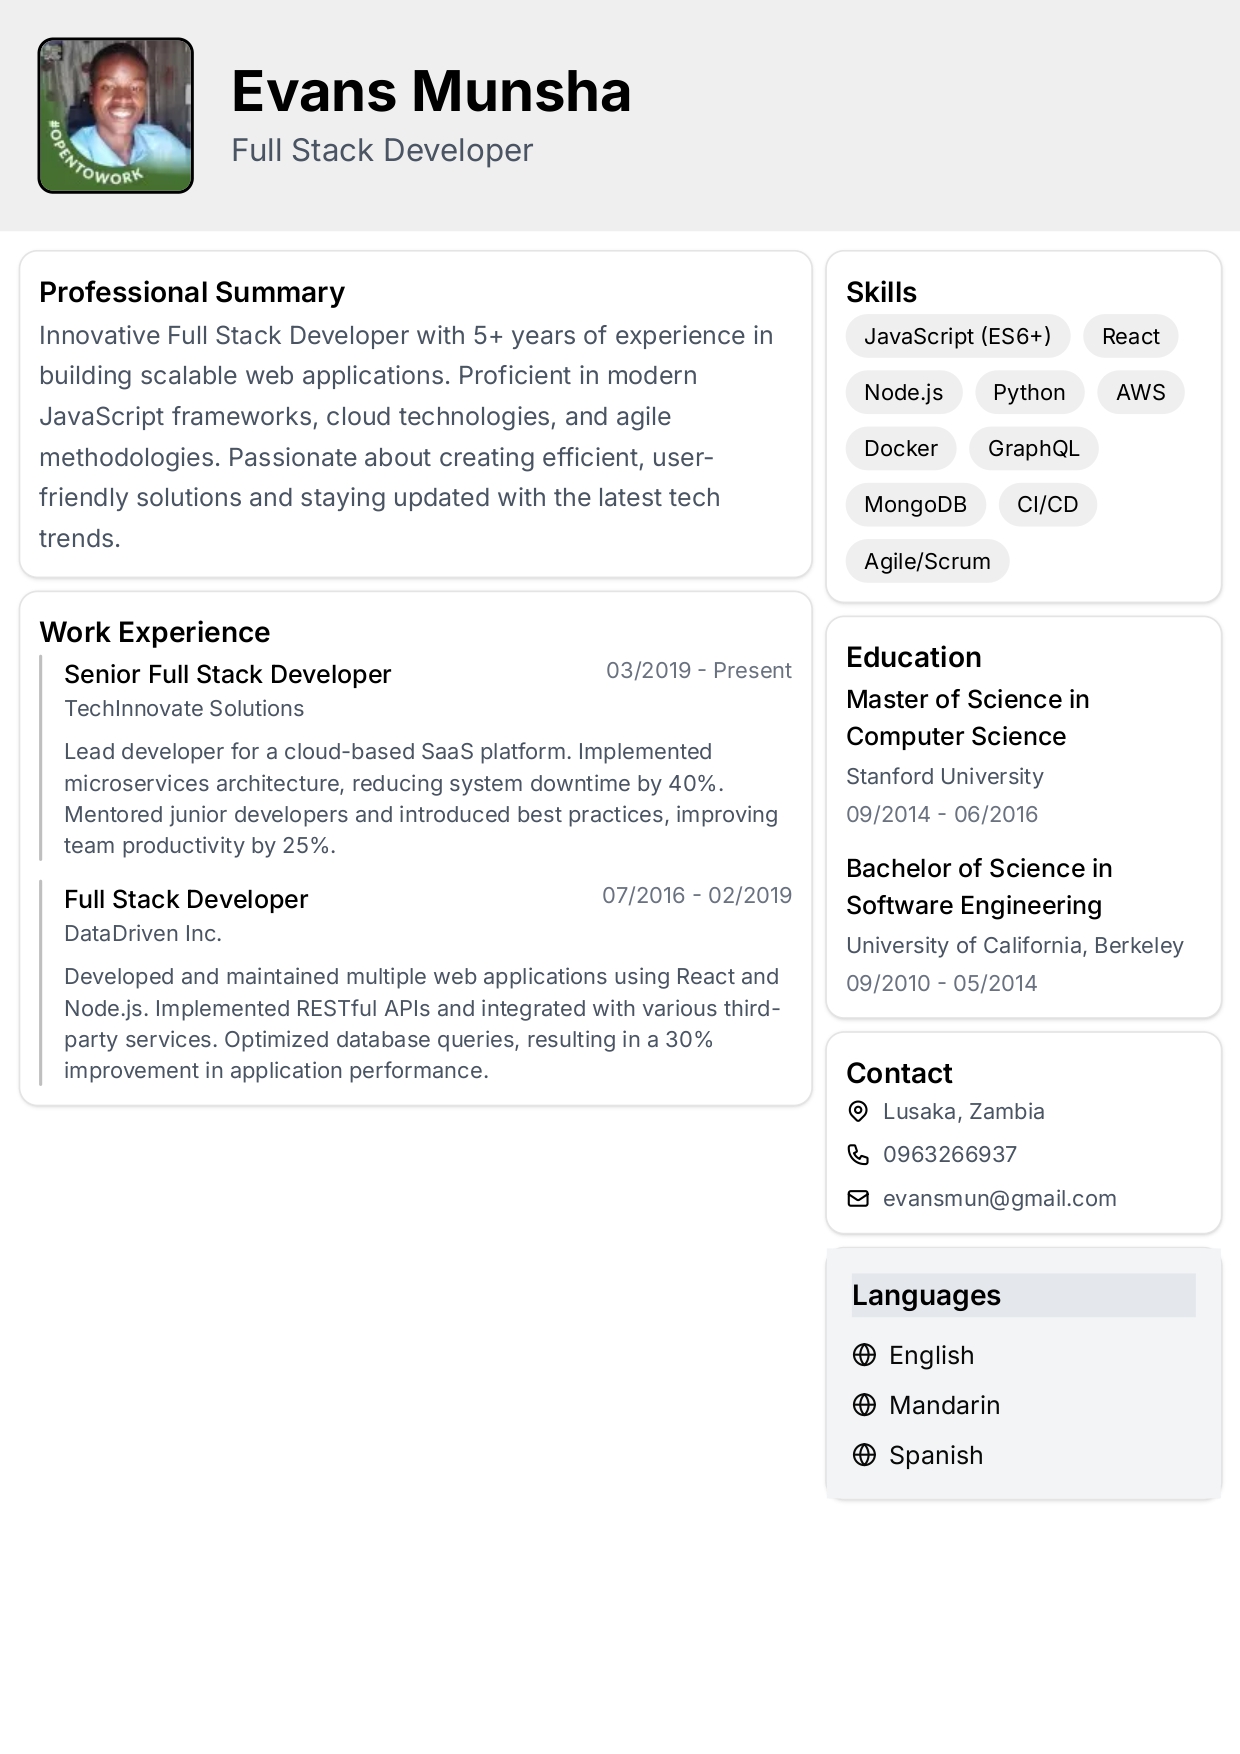 #OPENTOWORK
Evans Munsha
Full Stack Developer
Professional Summary
Innovative Full Stack Developer with 5+ years of experience in
building scalable web applications. Proficient in modern
JavaScript frameworks, cloud technologies, and agile
methodologies. Passionate about creating efficient, user-
friendly solutions and staying updated with the latest tech
trends.
Work Experience
Senior Full Stack Developer 03/2019 - Present
TechInnovate Solutions
Lead developer for a cloud-based SaaS platform. Implemented
microservices architecture, reducing system downtime by 40%.
Mentored junior developers and introduced best practices, improving
team productivity by 25%.
Full Stack Developer 07/2016 - 02/2019
DataDriven Inc.
Developed and maintained multiple web applications using React and
Node.js. Implemented RESTful APIs and integrated with various third-
party services. Optimized database queries, resulting in a 30%
improvement in application performance.
Skills
JavaScript (ES6+) React
Node.js Python AWS
Docker GraphQL
MongoDB CI/CD
Agile/Scrum
Education
Master of Science in
Computer Science
Stanford University
09/2014 - 06/2016
Bachelor of Science in
Software Engineering
University of California, Berkeley
09/2010 - 05/2014
Contact
Lusaka, Zambia
0963266937
evansmun@gmail.com
Languages
English
Mandarin
Spanish